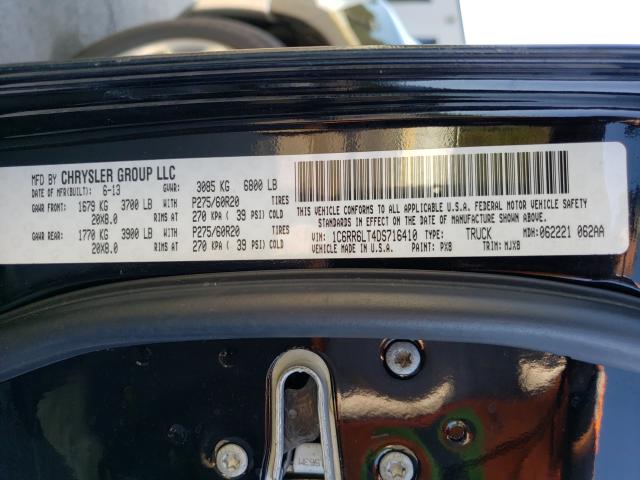 MFD BY CHRYSLER GROUP LLC
DATE OF MFR(BUILT): 6-13 GVWR: 3085 KG 6800 LB
GAWR FRONT: 1679 KG 3700 LB WITH P275/60R20 TIRES
20X8.0 RIMS AT 270 KPA ( 39 PSI) COLD
GAWR REAR: 1770 KG 3900 LB WITH P275/60R20 TIRES
20X8.0 RIMS AT 270 KPA ( 39 PSI) COLD
THIS VEHICLE CONFORMS TO ALL APPLICABLE U.S.A. FEDERAL MOTOR VEHICLE SAFETY
STANDARDS IN EFFECT ON THE DATE OF MANUFACTURE SHOWN ABOVE.
VIN: 1C6RR6LT4DS716410 TYPE: TRUCK MDH: 062221 062AA
VEHICLE MADE IN U.S.A. PAINT: PX8 TRIM: MJX8